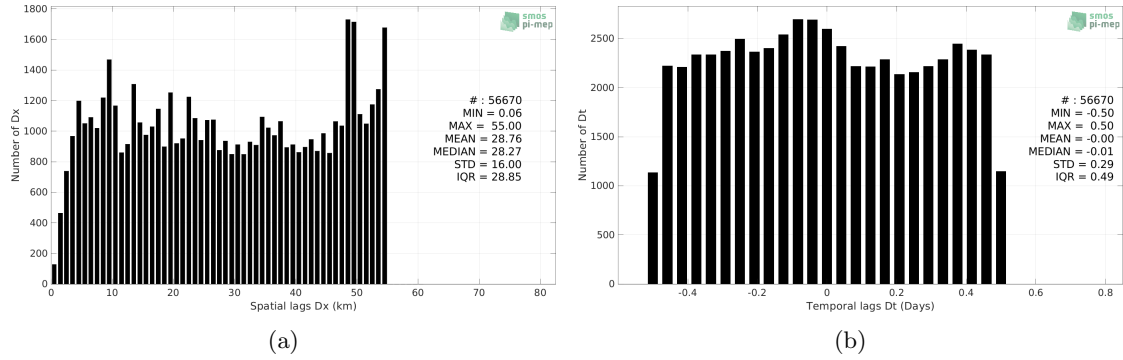 1800
1600
1400
1200
1000
800
600
400
200
0
Number of Dx
0 10 20 30 40 50 60 70 80
Spatial lags Dx (km)
smos
pi-mep
# : 56670
MIN = 0.06
MAX = 55.00
MEAN = 28.76
MEDIAN = 28.27
STD = 16.00
IQR = 28.85
(a)
2500
2000
1500
1000
500
0
Number of Dt
-0.4 -0.2 0 0.2 0.4 0.6 0.8
Temporal lags Dt (Days)
smos
pi-mep
# : 56670
MIN = -0.50
MAX = 0.50
MEAN = -0.00
MEDIAN = -0.01
STD = 0.29
IQR = 0.49
(b)